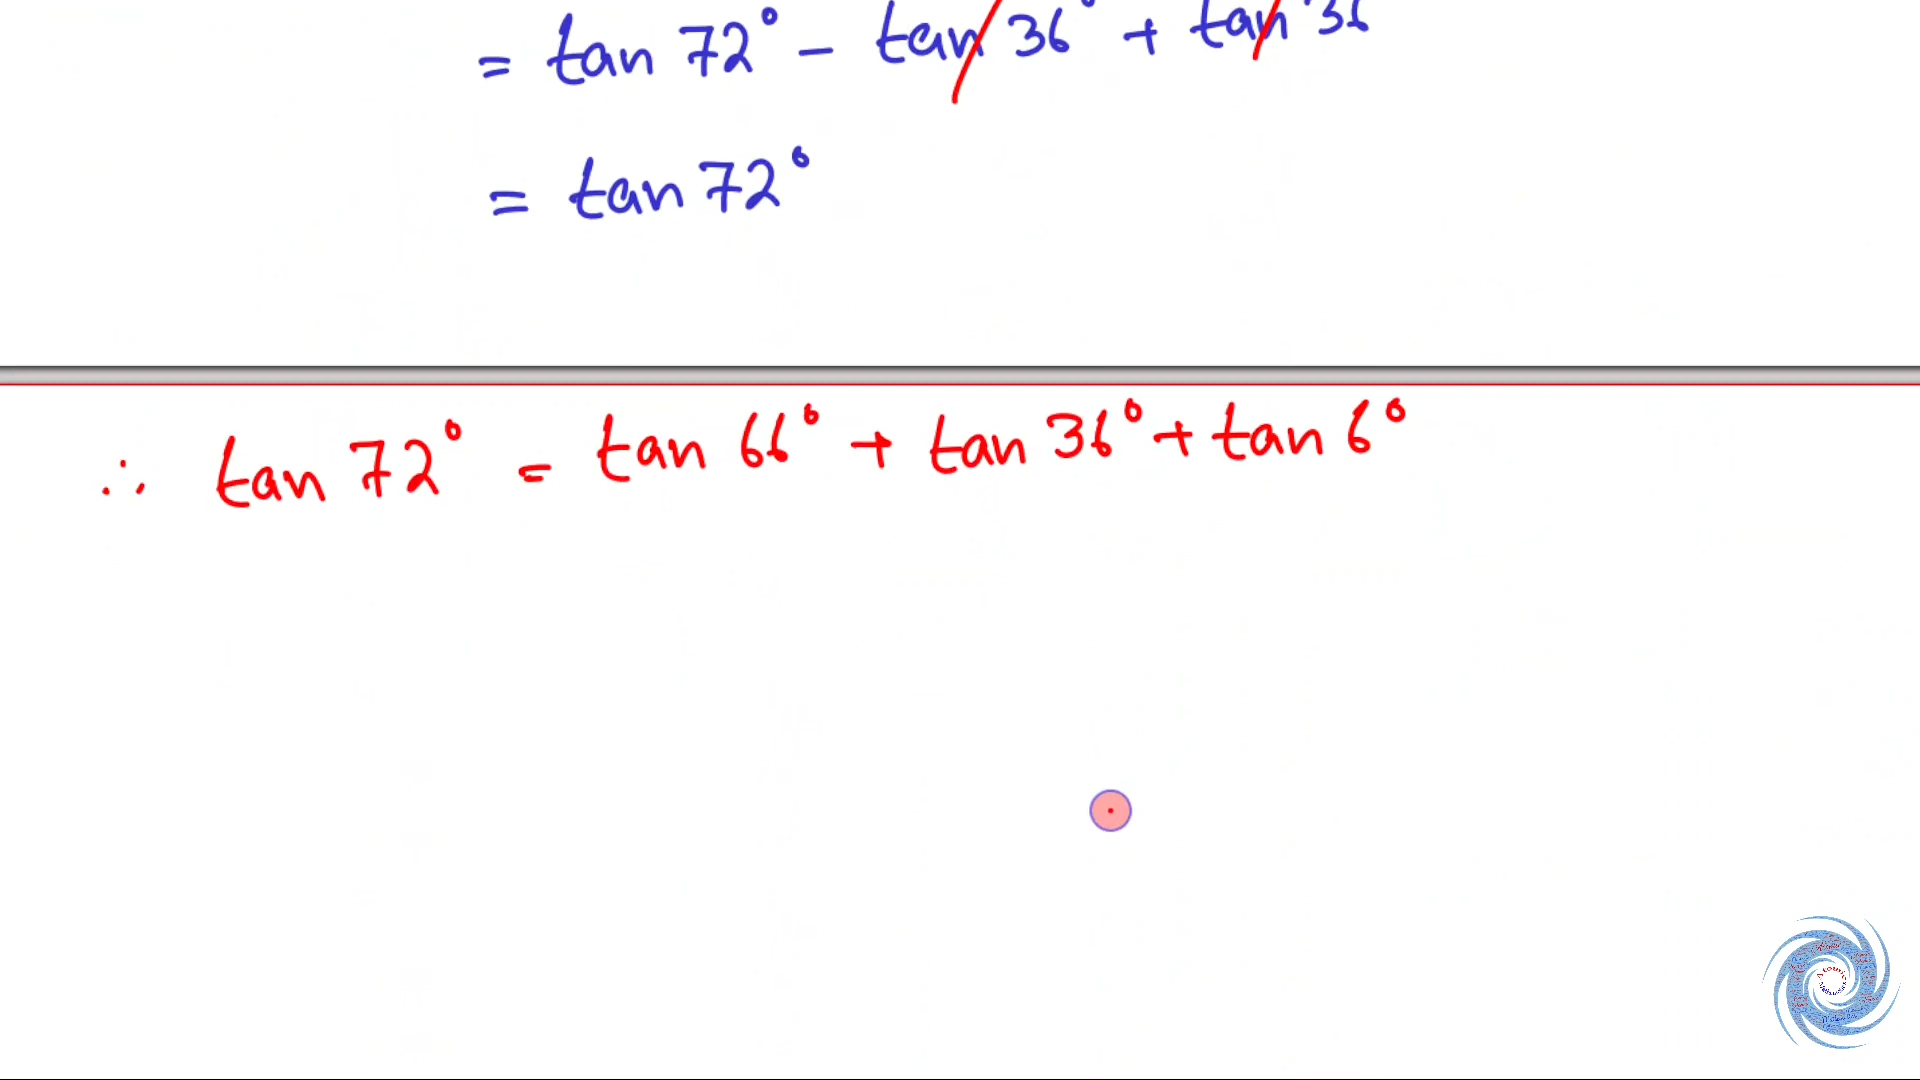 = tan 72° − tan 36° + tan 36
= tan 72°
∴ tan 72° = tan 66° + tan 36° + tan 6°